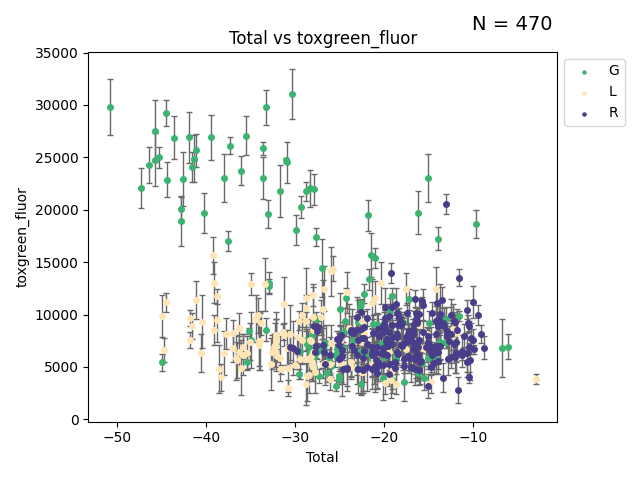 N = 470
Total vs toxgreen_fluor
G
L
R
35000
30000
25000
20000
15000
10000
5000
0
toxgreen_fluor
−50
−40
−30
−20
−10
Total